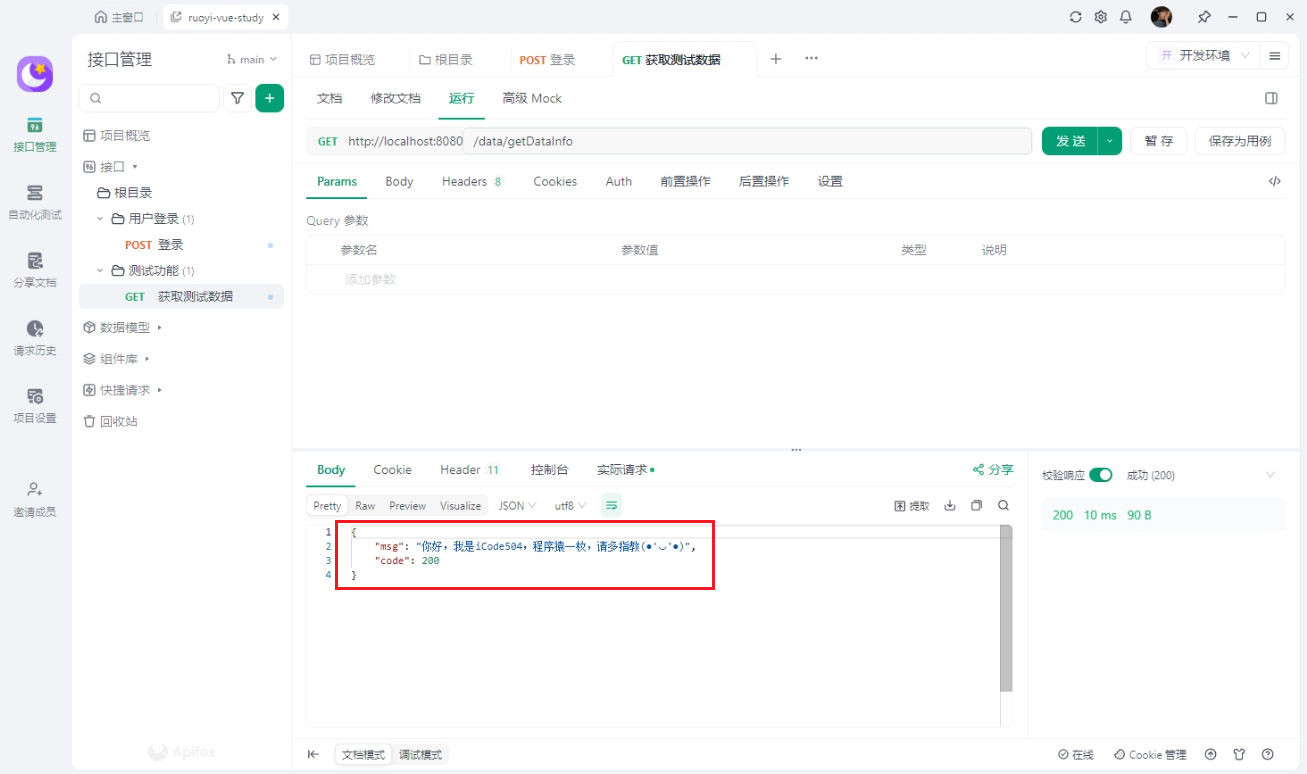 主窗口
ruoyi-vue-study
接口管理
main
接口管理
自动化测试
分享文档
请求历史
项目设置
邀请成员
项目概览
接口
根目录
用户登录 (1)
POST 登录
测试功能 (1)
GET 获取测试数据
数据模型
组件库
快捷请求
回收站
Apifox
项目概览
根目录
POST 登录
GET 获取测试数据
开 开发环境
文档 修改文档 运行 高级 Mock
GET http://localhost:8080 /data/getDataInfo
发 送
暂 存
保存为用例
Params Body Headers 8 Cookies Auth 前置操作 后置操作 设置
Query 参数
参数名 参数值 类型 说明
添加参数
Body Cookie Header 11 控制台 实际请求
分享
Pretty Raw Preview Visualize JSON utf8
提取
1 {
2 "msg": "你好，我是iCode504，程序猿一枚，请多指教(●'◡'●)",
3 "code": 200
4 }
校验响应 成功 (200)
200 10 ms 90 B
文档模式 调试模式
在线 Cookie 管理